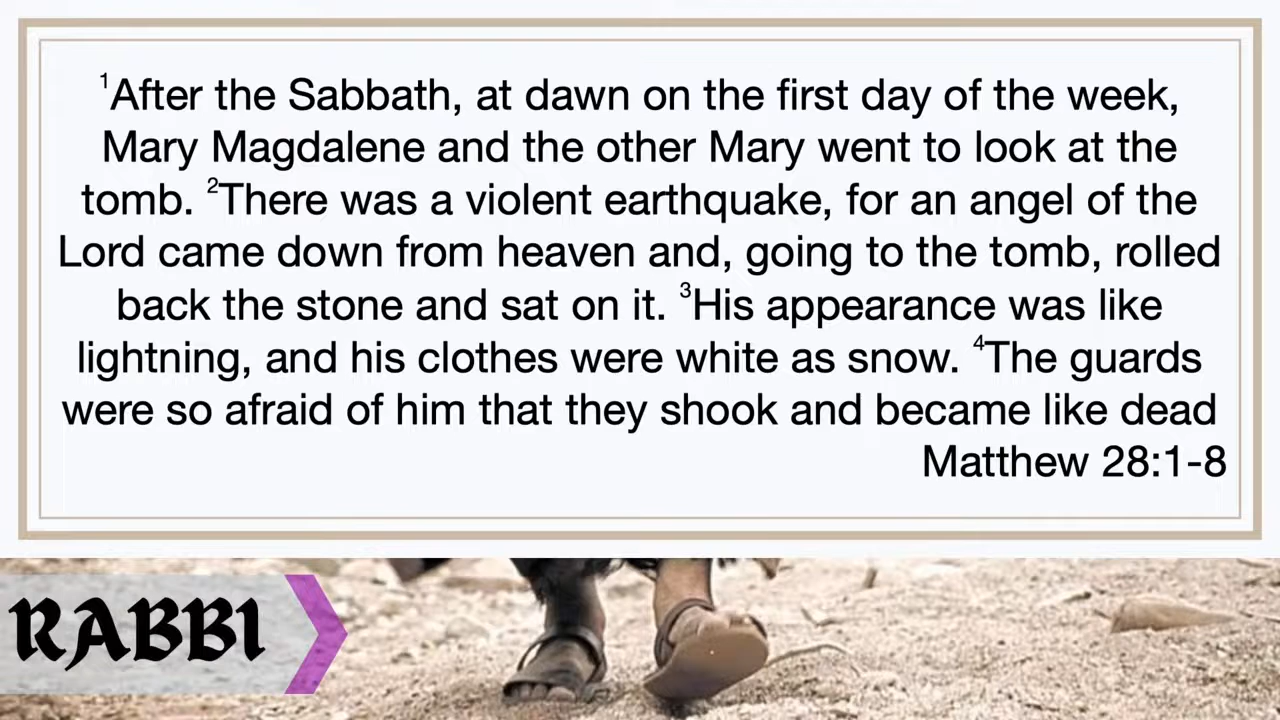 ¹After the Sabbath, at dawn on the first day of the week,
Mary Magdalene and the other Mary went to look at the
tomb. ²There was a violent earthquake, for an angel of the
Lord came down from heaven and, going to the tomb, rolled
back the stone and sat on it. ³His appearance was like
lightning, and his clothes were white as snow. ⁴The guards
were so afraid of him that they shook and became like dead
Matthew 28:1-8
RABBI